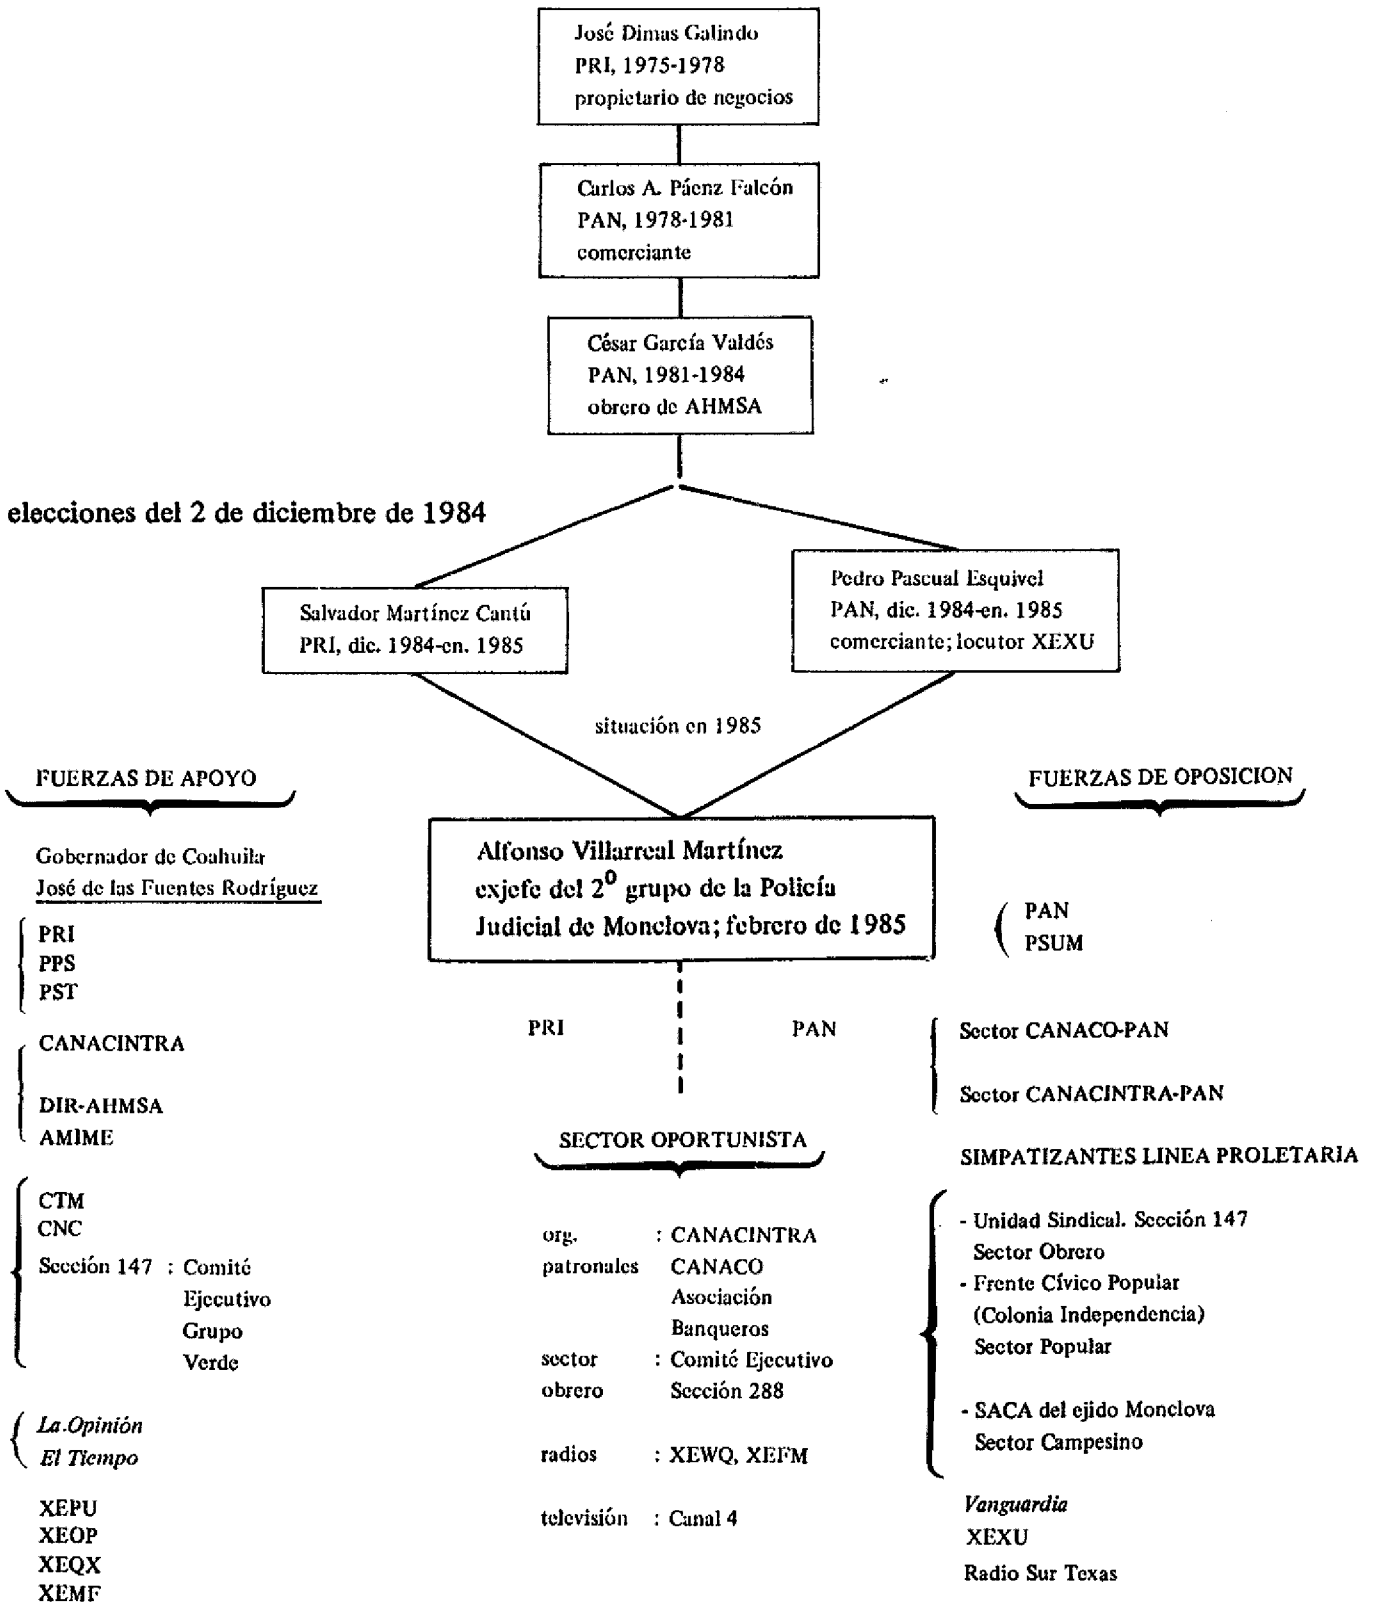 José Dimas Galindo
PRI, 1975-1978
propietario de negocios
Carlos A. Páenz Falcón
PAN, 1978-1981
comerciante
César García Valdés
PAN, 1981-1984
obrero de AHMSA
elecciones del 2 de diciembre de 1984
Salvador Martínez Cantú
PRI, dic. 1984-en. 1985
Pedro Pascual Esquivel
PAN, dic. 1984-en. 1985
comerciante; locutor XEXU
situación en 1985
FUERZAS DE APOYO
Gobernador de Coahuila
José de las Fuentes Rodríguez
PRI
PPS
PST
CANACINTRA
DIR-AHMSA
AMIME
CTM
CNC
Sección 147 : Comité
Ejecutivo
Grupo
Verde
La Opinión
El Tiempo
XEPU
XEOP
XEQX
XEMF
Alfonso Villarreal Martínez
exjefe del 2º grupo de la Policía
Judicial de Monclova; febrero de 1985
PRI PAN
SECTOR OPORTUNISTA
org. : CANACINTRA
patronales CANACO
Asociación
Banqueros
sector : Comité Ejecutivo
obrero Sección 288
radios : XEWQ, XEFM
televisión : Canal 4
FUERZAS DE OPOSICION
PAN
PSUM
Sector CANACO-PAN
Sector CANACINTRA-PAN
SIMPATIZANTES LINEA PROLETARIA
- Unidad Sindical. Sección 147
Sector Obrero
- Frente Cívico Popular
(Colonia Independencia)
Sector Popular
- SACA del ejido Monclova
Sector Campesino
Vanguardia
XEXU
Radio Sur Texas